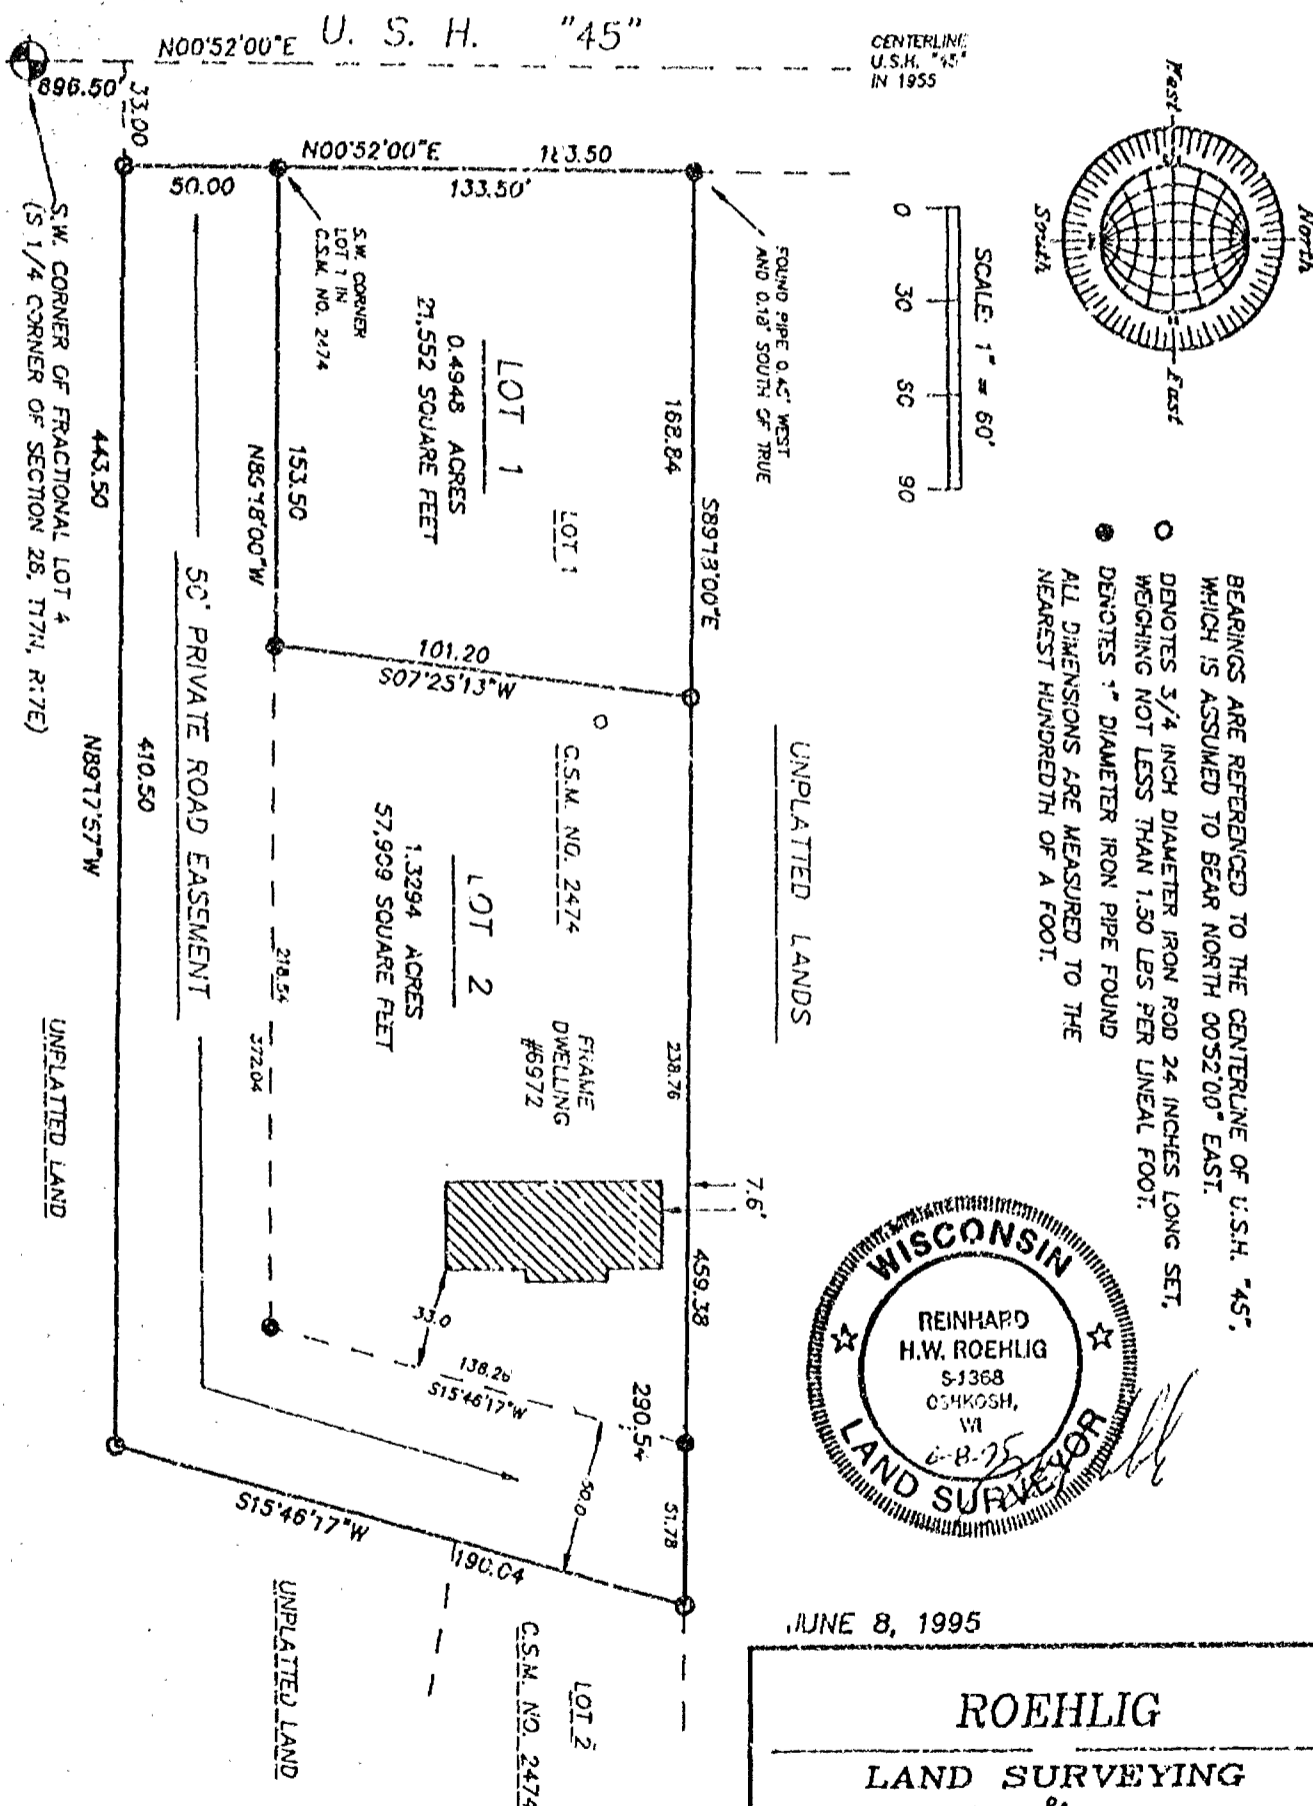 U. S. H. "45"
N00°52'00"E
CENTERLINE
U.S.H. "45"
IN 1955
896.50'
33.00
N00°52'00"E
183.50
50.00
133.50'
North
West
East
South
SCALE: 1" = 60'
0 30 60 90
BEARINGS ARE REFERENCED TO THE CENTERLINE OF U.S.H. "45",
WHICH IS ASSUMED TO BEAR NORTH 00°52'00" EAST.
DENOTES 3/4 INCH DIAMETER IRON ROD 24 INCHES LONG SET,
WEIGHING NOT LESS THAN 1.50 LBS PER LINEAL FOOT.
DENOTES 1" DIAMETER IRON PIPE FOUND
ALL DIMENSIONS ARE MEASURED TO THE
NEAREST HUNDREDTH OF A FOOT.
FOUND PIPE 0.45' WEST
AND 0.18' SOUTH OF TRUE
S.W. CORNER
LOT 1 IN
C.S.M. NO. 2474
168.84
S89°18'00"E
LOT 1
0.4948 ACRES
21,552 SQUARE FEET
LOT 1
153.50
N89°18'00"W
101.20
S07°25'13"W
UNPLATTED LANDS
C.S.M. NO. 2474
LOT 2
1.3294 ACRES
57,909 SQUARE FEET
FRAME
DWELLING
#6972
238.76
7.6'
459.38
290.54
51.78
218.54
372.04
33.0
138.26
S15°46'17"W
50.0
50' PRIVATE ROAD EASEMENT
S.W. CORNER OF FRACTIONAL LOT 4
(S 1/4 CORNER OF SECTION 28, T17N, R17E)
443.50
410.50
N89°17'57"W
UNPLATTED LAND
S15°46'17"W
190.04
UNPLATTED LAND
LOT 2
C.S.M. NO. 2474
WISCONSIN
REINHARD
H.W. ROEHLIG
S-1368
OSHKOSH,
WI
6-8-95
LAND SURVEYOR
JUNE 8, 1995
ROEHLIG
LAND SURVEYING
&